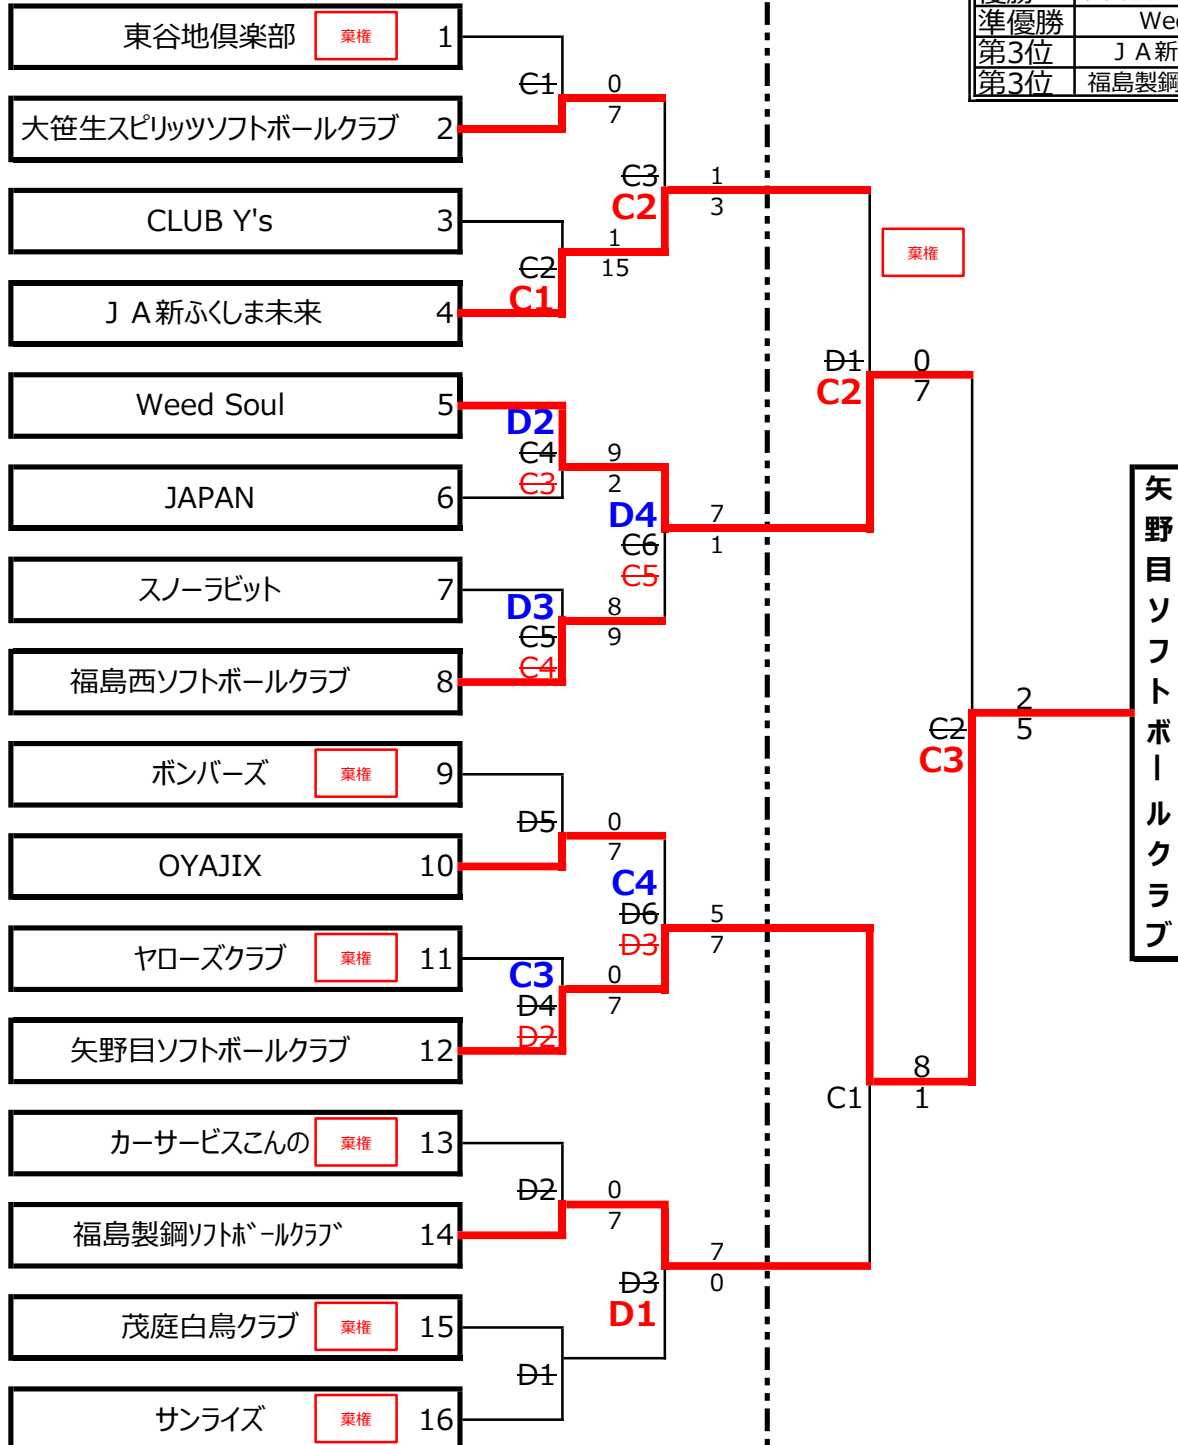 準優勝 Wee
第3位 ＪＡ新
第3位 福島製鋼
東谷地倶楽部 棄権 1
C1 0
7
大笹生スピリッツソフトボールクラブ 2
C3 1
C2 3
CLUB Y's 3
C2 1
C1 15
ＪＡ新ふくしま未来 4
棄権
D1 0
C2 7
Weed Soul 5
D2
C4 9
C3 2
JAPAN 6
D4 7
C6 1
C5
スノーラビット 7
D3 8
C5 9
C4
福島西ソフトボールクラブ 8
C2 2
C3 5
矢野目ソフトボールクラブ
ボンバーズ 棄権 9
D5 0
7
OYAJIX 10
C4
D6 5
D3 7
ヤローズクラブ 棄権 11
C3 0
D4 7
D2
矢野目ソフトボールクラブ 12
C1 8
1
カーサービスこんの 棄権 13
D2 0
7
福島製鋼ｿﾌﾄﾎﾞｰﾙｸﾗﾌﾞ 14
D3 7
D1 0
茂庭白鳥クラブ 棄権 15
D1
サンライズ 棄権 16